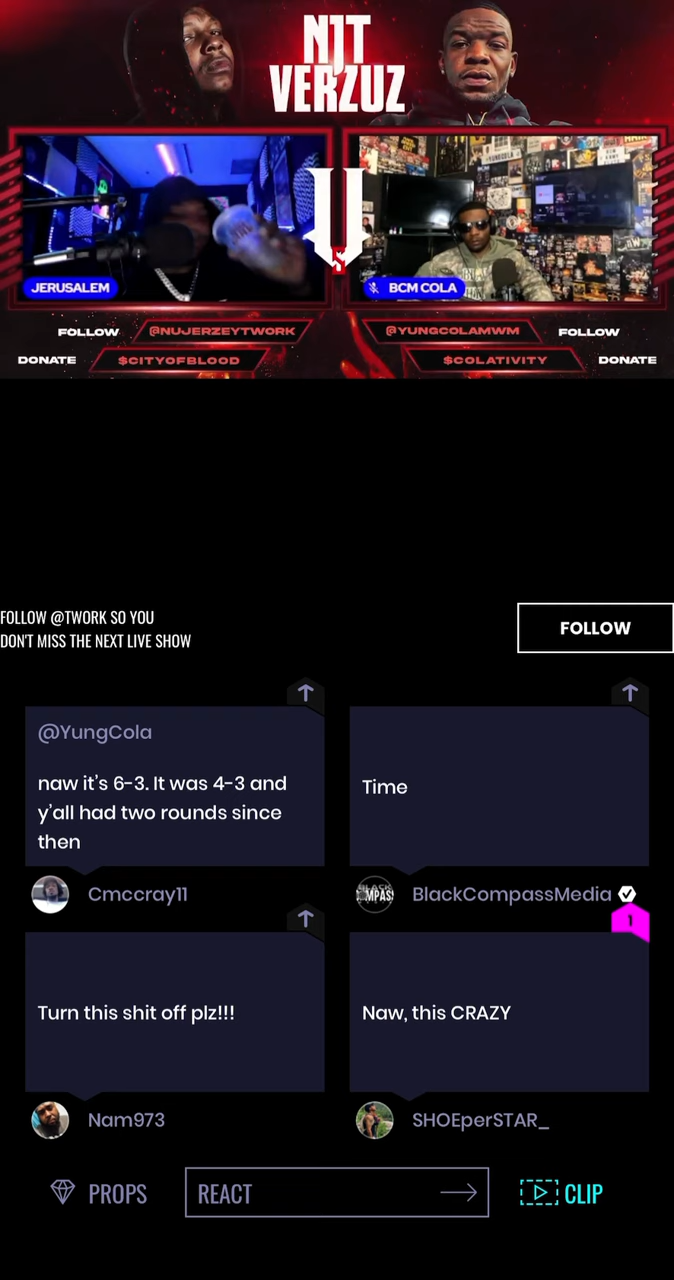 NJT
VERZUZ
JERUSALEM
BCM COLA
FOLLOW @NUJERZEYTWORK
@YUNGCOLAMWM FOLLOW
DONATE $CITYOFBLOOD
$COLATIVITY DONATE
FOLLOW @TWORK SO YOU
DON'T MISS THE NEXT LIVE SHOW
FOLLOW
@YungCola
naw it's 6-3. It was 4-3 and
y'all had two rounds since
then
Cmccray11
Time
BlackCompassMedia
Turn this shit off plz!!!
Nam973
1
Naw, this CRAZY
SHOEperSTAR_
PROPS
REACT
CLIP